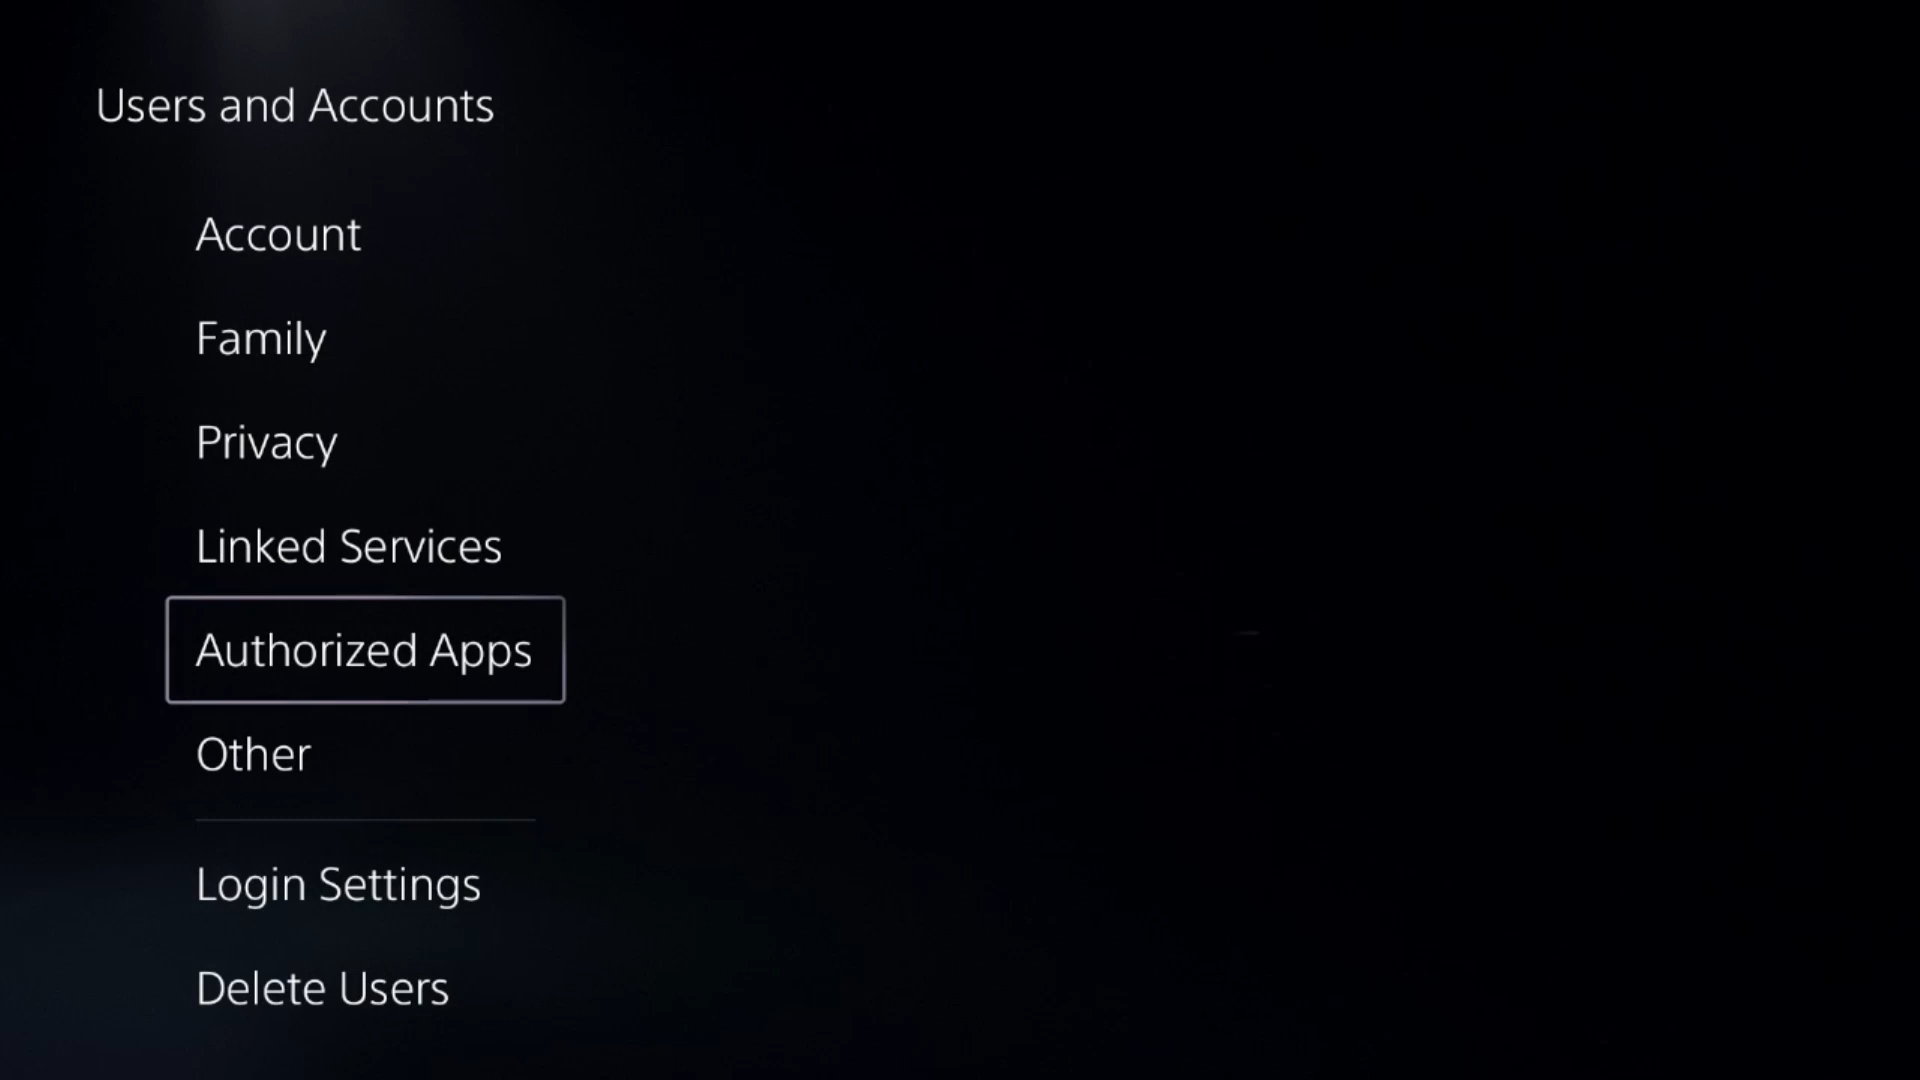 Users and Accounts
Account
Family
Privacy
Linked Services
Authorized Apps
Other
Login Settings
Delete Users